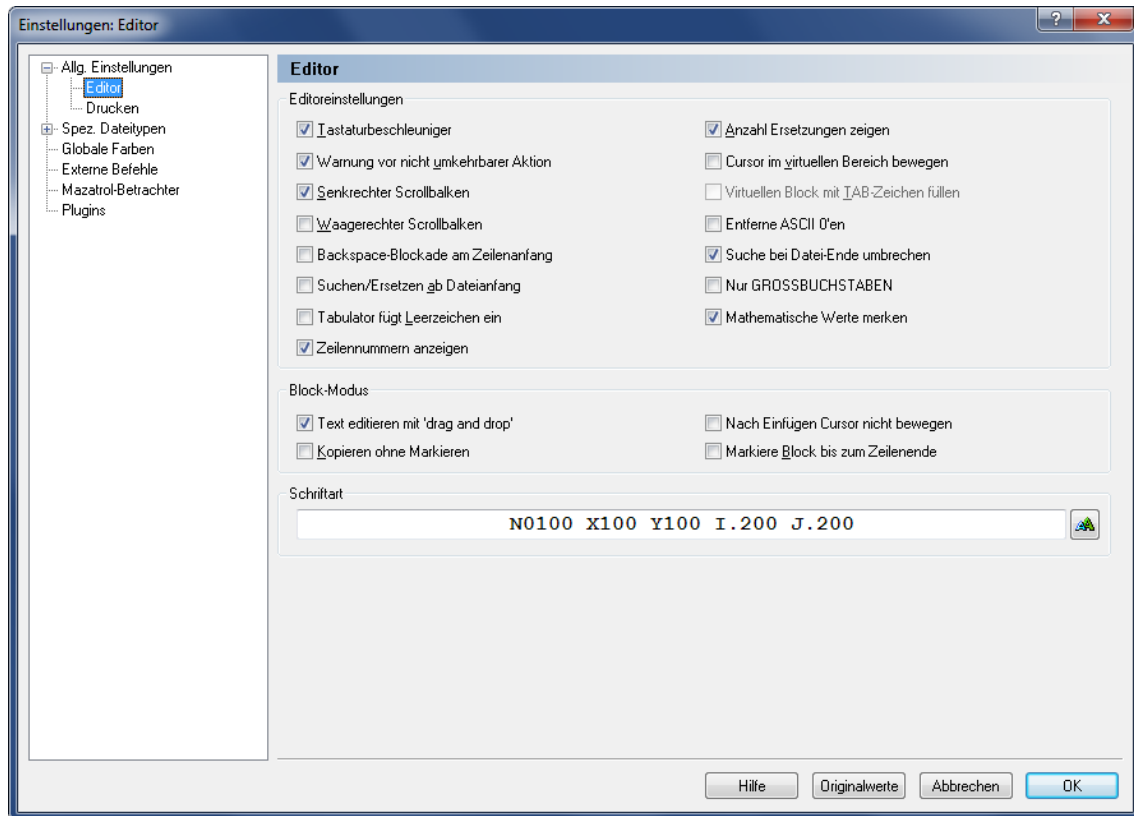 Einstellungen: Editor
Allg. Einstellungen
Editor
Drucken
Spez. Dateitypen
Globale Farben
Externe Befehle
Mazatrol-Betrachter
Plugins
Editor
Editoreinstellungen
Tastaturbeschleuniger
Anzahl Ersetzungen zeigen
Warnung vor nicht umkehrbarer Aktion
Cursor im virtuellen Bereich bewegen
Senkrechter Scrollbalken
Virtuellen Block mit TAB-Zeichen füllen
Waagerechter Scrollbalken
Entferne ASCII 0'en
Backspace-Blockade am Zeilenanfang
Suche bei Datei-Ende umbrechen
Suchen/Ersetzen ab Dateianfang
Nur GROSSBUCHSTABEN
Tabulator fügt Leerzeichen ein
Mathematische Werte merken
Zeilennummern anzeigen
Block-Modus
Text editieren mit 'drag and drop'
Nach Einfügen Cursor nicht bewegen
Kopieren ohne Markieren
Markiere Block bis zum Zeilenende
Schriftart
N0100 X100 Y100 I.200 J.200
Hilfe
Originalwerte
Abbrechen
OK